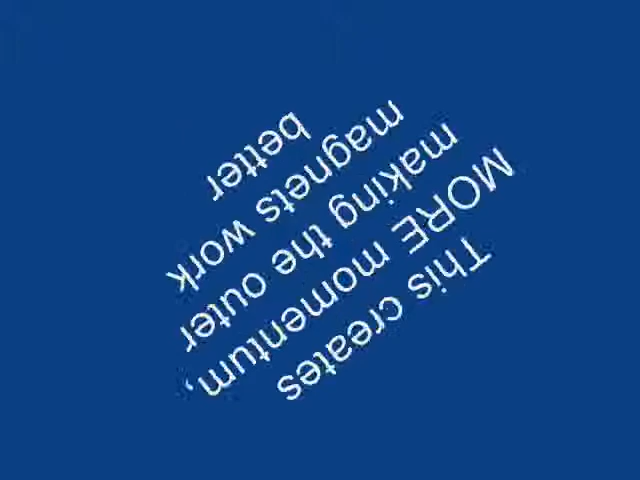 This creates
MORE momentum,
making the outer
magnets work
better